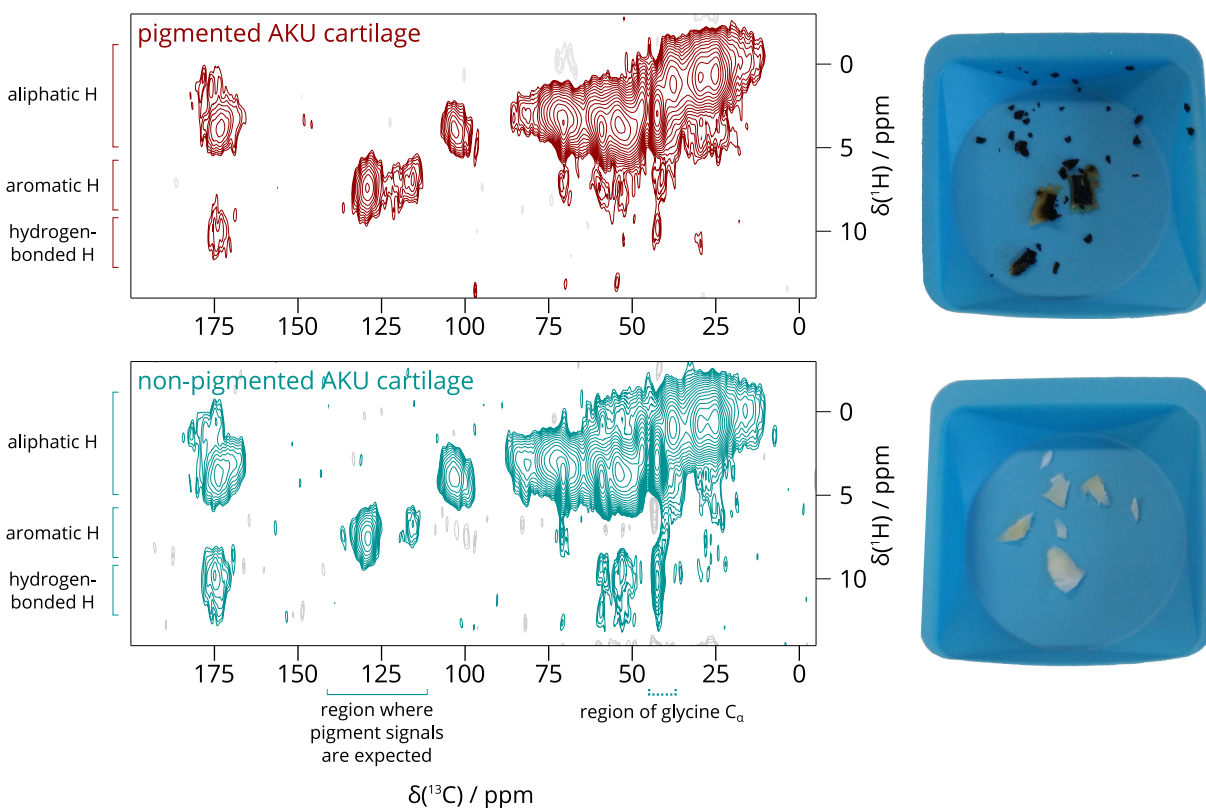 pigmented AKU cartilage
aliphatic H
aromatic H
hydrogen-
bonded H
0
5
10
δ(¹H) / ppm
175 150 125 100 75 50 25 0
non-pigmented AKU cartilage
aliphatic H
aromatic H
hydrogen-
bonded H
0
5
10
δ(¹H) / ppm
175 150 125 100 75 50 25 0
region where
pigment signals
are expected
region of glycine Cα
δ(¹³C) / ppm